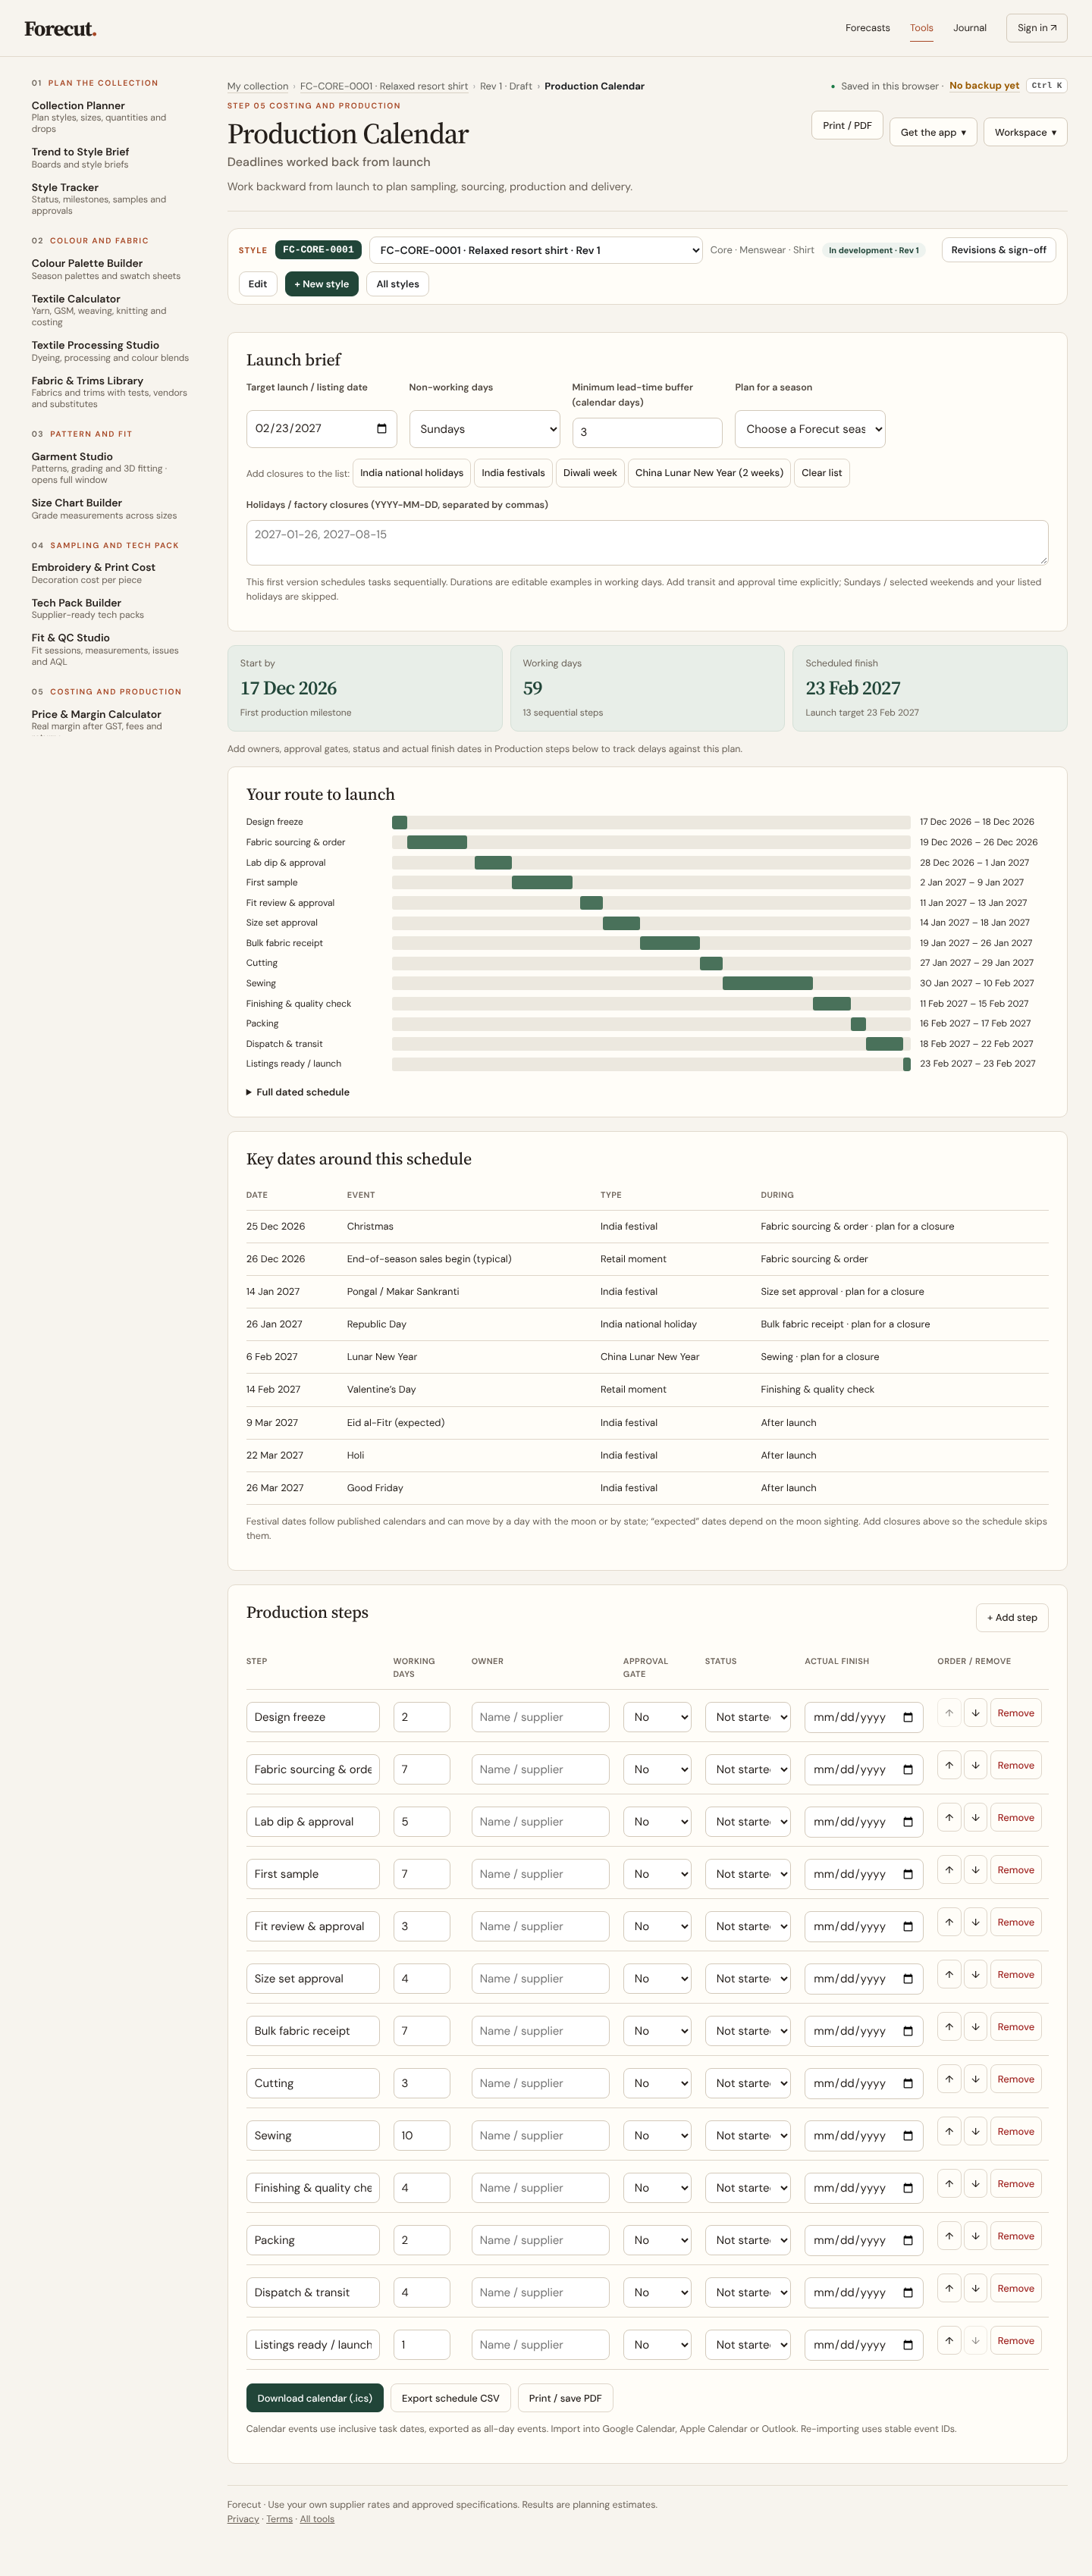 Forecut.
Forecasts Tools Journal Sign in ↗
01 PLAN THE COLLECTION
Collection Planner
Plan styles, sizes, quantities and
drops
Trend to Style Brief
Boards and style briefs
Style Tracker
Status, milestones, samples and
approvals
02 COLOUR AND FABRIC
Colour Palette Builder
Season palettes and swatch sheets
Textile Calculator
Yarn, GSM, weaving, knitting and
costing
Textile Processing Studio
Dyeing, processing and colour blends
Fabric & Trims Library
Fabrics and trims with tests, vendors
and substitutes
03 PATTERN AND FIT
Garment Studio
Patterns, grading and 3D fitting ·
opens full window
Size Chart Builder
Grade measurements across sizes
04 SAMPLING AND TECH PACK
Embroidery & Print Cost
Decoration cost per piece
Tech Pack Builder
Supplier-ready tech packs
Fit & QC Studio
Fit sessions, measurements, issues
and AQL
05 COSTING AND PRODUCTION
Price & Margin Calculator
Real margin after GST, fees and
My collection › FC-CORE-0001 · Relaxed resort shirt › Rev 1 · Draft › Production Calendar
• Saved in this browser · No backup yet Ctrl K
STEP 05 COSTING AND PRODUCTION
Production Calendar
Print / PDF Get the app ▾ Workspace ▾
Deadlines worked back from launch
Work backward from launch to plan sampling, sourcing, production and delivery.
STYLE FC-CORE-0001 FC-CORE-0001 · Relaxed resort shirt · Rev 1 Core · Menswear · Shirt In development · Rev 1 Revisions & sign-off
Edit + New style All styles
Launch brief
Target launch / listing date Non-working days Minimum lead-time buffer Plan for a season
(calendar days)
02/23/2027 Sundays 3 Choose a Forecut seas
Add closures to the list: India national holidays India festivals Diwali week China Lunar New Year (2 weeks) Clear list
Holidays / factory closures (YYYY-MM-DD, separated by commas)
2027-01-26, 2027-08-15
This first version schedules tasks sequentially. Durations are editable examples in working days. Add transit and approval time explicitly; Sundays / selected weekends and your listed
holidays are skipped.
Start by Working days Scheduled finish
17 Dec 2026 59 23 Feb 2027
First production milestone 13 sequential steps Launch target 23 Feb 2027
Add owners, approval gates, status and actual finish dates in Production steps below to track delays against this plan.
Your route to launch
Design freeze 17 Dec 2026 – 18 Dec 2026
Fabric sourcing & order 19 Dec 2026 – 26 Dec 2026
Lab dip & approval 28 Dec 2026 – 1 Jan 2027
First sample 2 Jan 2027 – 9 Jan 2027
Fit review & approval 11 Jan 2027 – 13 Jan 2027
Size set approval 14 Jan 2027 – 18 Jan 2027
Bulk fabric receipt 19 Jan 2027 – 26 Jan 2027
Cutting 27 Jan 2027 – 29 Jan 2027
Sewing 30 Jan 2027 – 10 Feb 2027
Finishing & quality check 11 Feb 2027 – 15 Feb 2027
Packing 16 Feb 2027 – 17 Feb 2027
Dispatch & transit 18 Feb 2027 – 22 Feb 2027
Listings ready / launch 23 Feb 2027 – 23 Feb 2027
▶ Full dated schedule
Key dates around this schedule
DATE EVENT TYPE DURING
25 Dec 2026 Christmas India festival Fabric sourcing & order · plan for a closure
26 Dec 2026 End-of-season sales begin (typical) Retail moment Fabric sourcing & order
14 Jan 2027 Pongal / Makar Sankranti India festival Size set approval · plan for a closure
26 Jan 2027 Republic Day India national holiday Bulk fabric receipt · plan for a closure
6 Feb 2027 Lunar New Year China Lunar New Year Sewing · plan for a closure
14 Feb 2027 Valentine's Day Retail moment Finishing & quality check
9 Mar 2027 Eid al-Fitr (expected) India festival After launch
22 Mar 2027 Holi India festival After launch
26 Mar 2027 Good Friday India festival After launch
Festival dates follow published calendars and can move by a day with the moon or by state; “expected” dates depend on the moon sighting. Add closures above so the schedule skips
them.
Production steps
+ Add step
STEP WORKING DAYS OWNER APPROVAL GATE STATUS ACTUAL FINISH ORDER / REMOVE
Design freeze 2 Name / supplier No Not starte mm/dd/yyyy ↑ ↓ Remove
Fabric sourcing & orde 7 Name / supplier No Not starte mm/dd/yyyy ↑ ↓ Remove
Lab dip & approval 5 Name / supplier No Not starte mm/dd/yyyy ↑ ↓ Remove
First sample 7 Name / supplier No Not starte mm/dd/yyyy ↑ ↓ Remove
Fit review & approval 3 Name / supplier No Not starte mm/dd/yyyy ↑ ↓ Remove
Size set approval 4 Name / supplier No Not starte mm/dd/yyyy ↑ ↓ Remove
Bulk fabric receipt 7 Name / supplier No Not starte mm/dd/yyyy ↑ ↓ Remove
Cutting 3 Name / supplier No Not starte mm/dd/yyyy ↑ ↓ Remove
Sewing 10 Name / supplier No Not starte mm/dd/yyyy ↑ ↓ Remove
Finishing & quality che 4 Name / supplier No Not starte mm/dd/yyyy ↑ ↓ Remove
Packing 2 Name / supplier No Not starte mm/dd/yyyy ↑ ↓ Remove
Dispatch & transit 4 Name / supplier No Not starte mm/dd/yyyy ↑ ↓ Remove
Listings ready / launch 1 Name / supplier No Not starte mm/dd/yyyy ↑ ↓ Remove
Download calendar (.ics) Export schedule CSV Print / save PDF
Calendar events use inclusive task dates, exported as all-day events. Import into Google Calendar, Apple Calendar or Outlook. Re-importing uses stable event IDs.
Forecut · Use your own supplier rates and approved specifications. Results are planning estimates.
Privacy · Terms · All tools